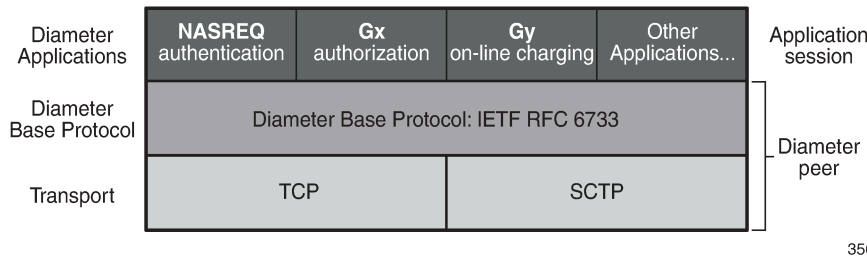 Diameter
Applications
NASREQ
authentication
Gx
authorization
Gy
on-line charging
Other
Applications...
Application
session
Diameter
Base Protocol
Diameter Base Protocol: IETF RFC 6733
Diameter
peer
Transport
TCP
SCTP